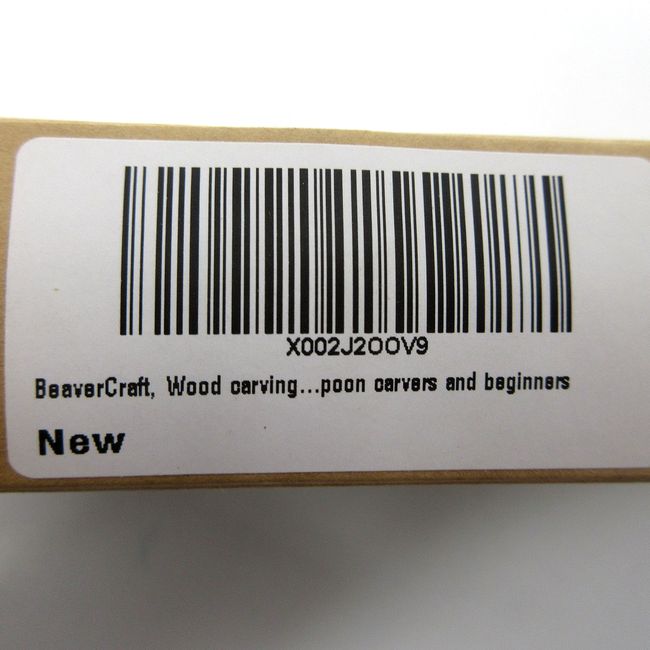 X002J2OOV9
BeaverCraft, Wood carving...poon carvers and beginners
New